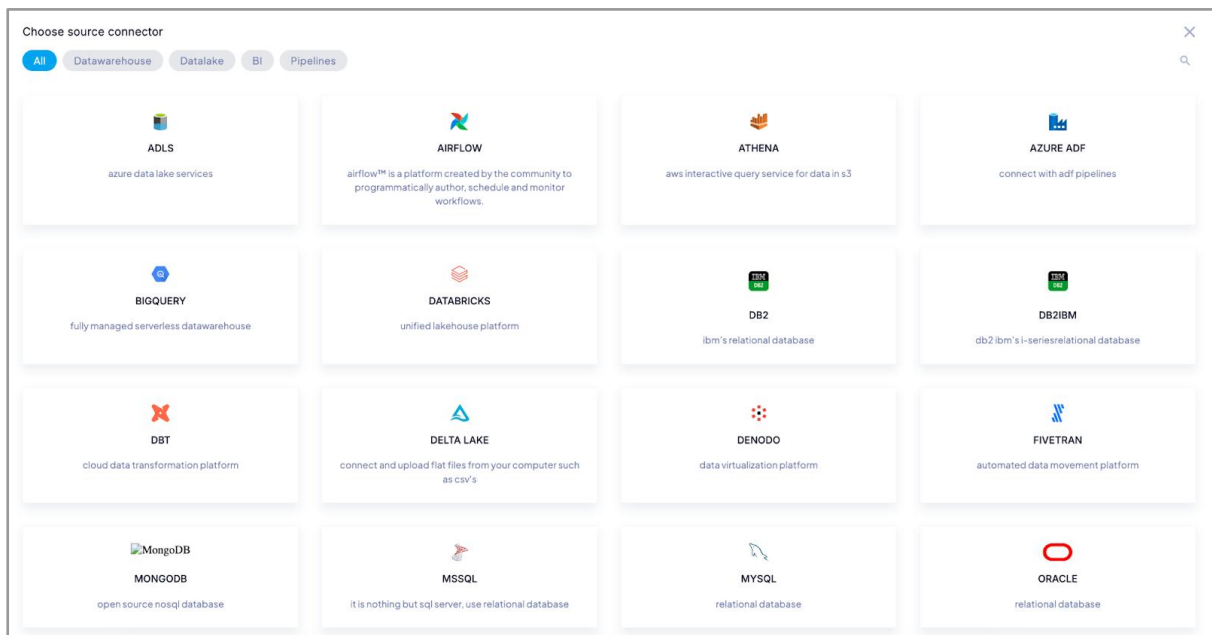 Choose source connector
All Datawarehouse Datalake BI Pipelines
ADLS
azure data lake services
AIRFLOW
airflow™ is a platform created by the community to
programmatically author, schedule and monitor
workflows.
ATHENA
aws interactive query service for data in s3
AZURE ADF
connect with adf pipelines
BIGQUERY
fully managed serverless datawarehouse
DATABRICKS
unified lakehouse platform
IBM
DB2
DB2
ibm's relational database
IBM
DB2
DB2IBM
db2 ibm's i-seriesrelational database
DBT
cloud data transformation platform
DELTA LAKE
connect and upload flat files from your computer such
as csv's
DENODO
data virtualization platform
FIVETRAN
automated data movement platform
MongoDB
MONGODB
open source nosql database
MSSQL
it is nothing but sql server, use relational database
MYSQL
relational database
ORACLE
relational database